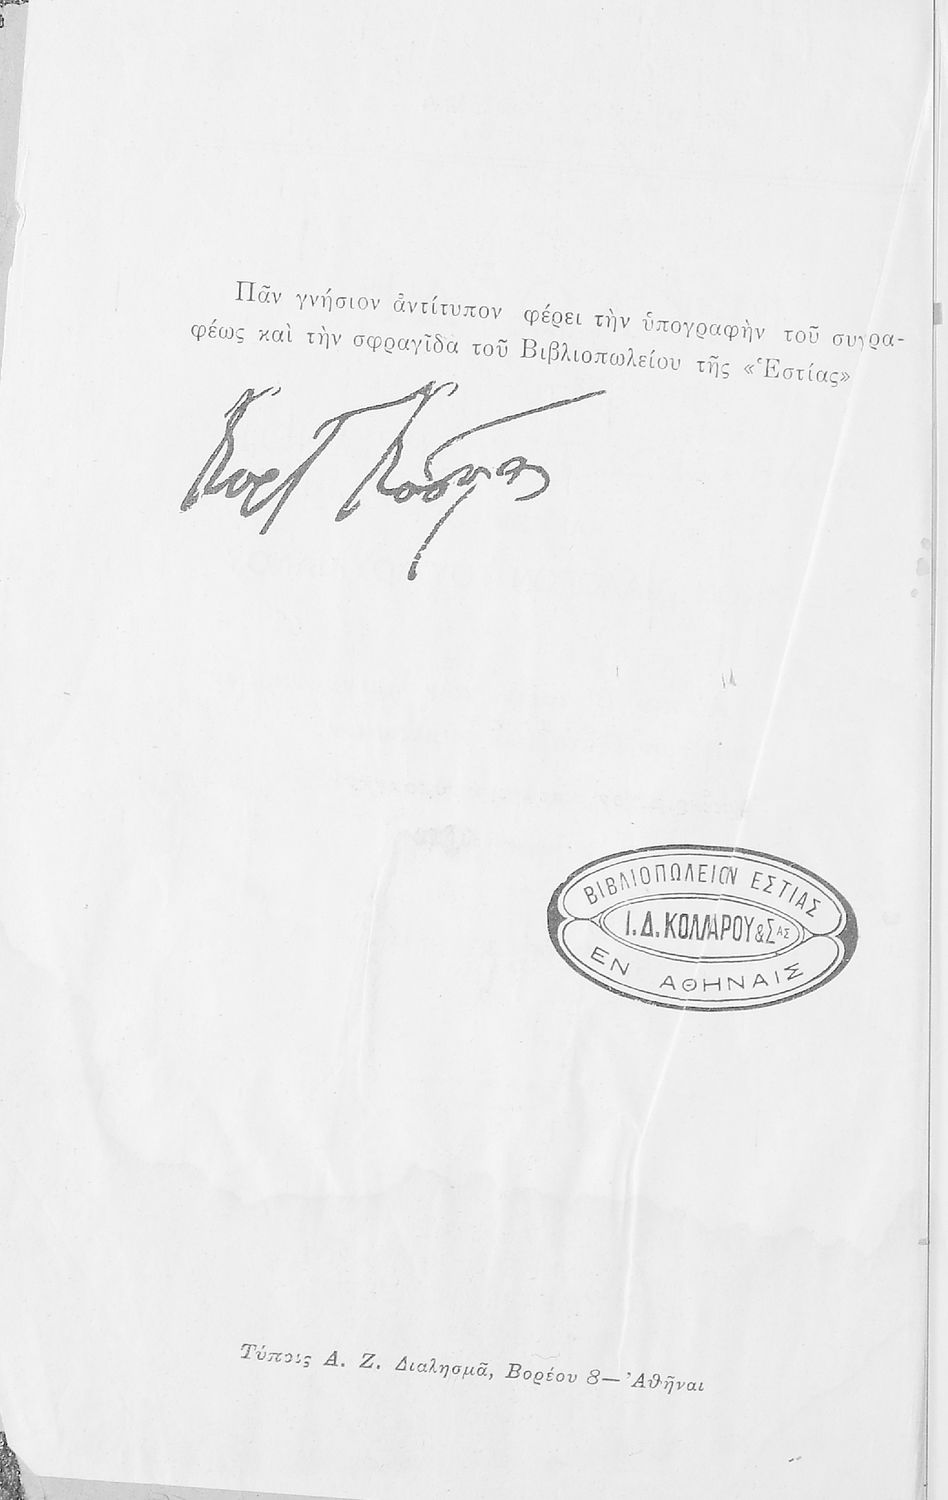 Πᾶν γνήσιον ἀντίτυπον φέρει τὴν ὑπογραφὴν τοῦ συγρα-
φέως καὶ τὴν σφραγῖδα τοῦ Βιβλιοπωλείου τῆς «Ἑστίας»
ΒΙΒΛΙΟΠΩΛΕΙΟΝ ΕΣΤΙΑΣ
Ι. Δ. ΚΟΛΛΑΡΟΥ & ΣΑΣ
ΕΝ ΑΘΗΝΑΙΣ
Τύποις Α. Ζ. Διαλησμᾶ, Βορέου 8—Ἀθῆναι